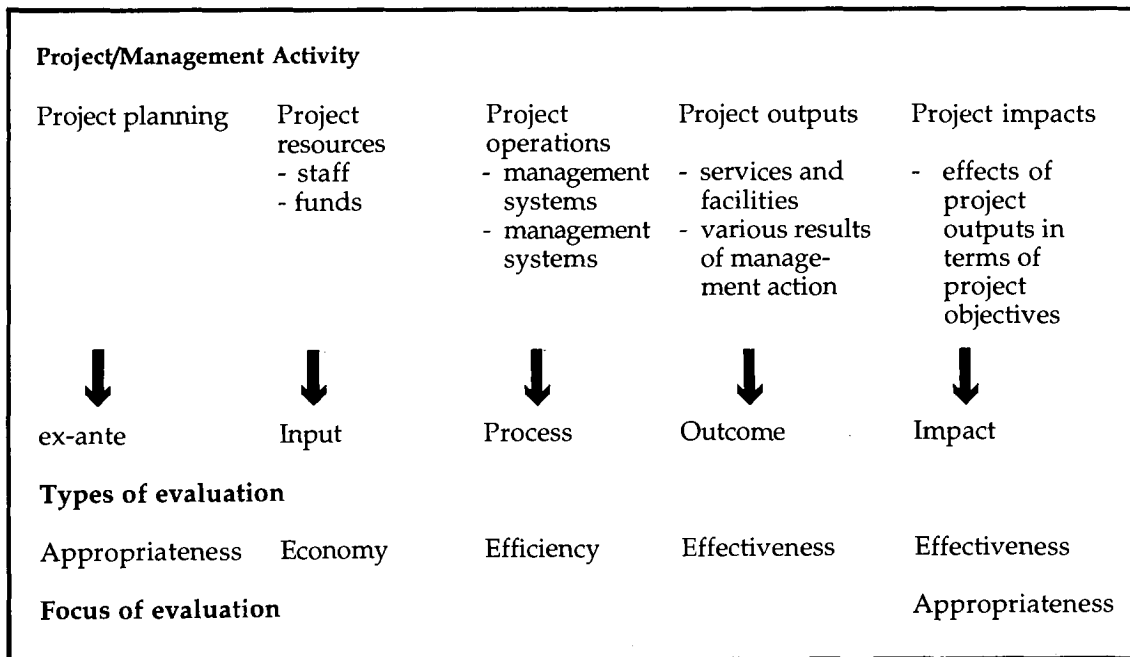 Project/Management Activity
Project planning
Project
resources
- staff
- funds
Project
operations
- management
systems
- management
systems
Project outputs
- services and
facilities
- various results
of manage-
ment action
Project impacts
- effects of
project
outputs in
terms of
project
objectives
ex-ante Input Process Outcome Impact
Types of evaluation
Appropriateness Economy Efficiency Effectiveness Effectiveness
Focus of evaluation Appropriateness